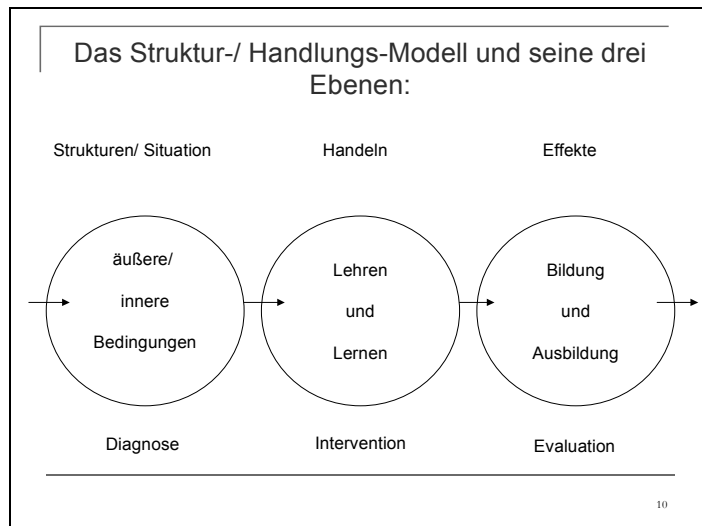 Das Struktur-/ Handlungs-Modell und seine drei
Ebenen:
Strukturen/ Situation
Handeln
Effekte
äußere/
innere
Bedingungen
Lehren
und
Lernen
Bildung
und
Ausbildung
Diagnose
Intervention
Evaluation
10